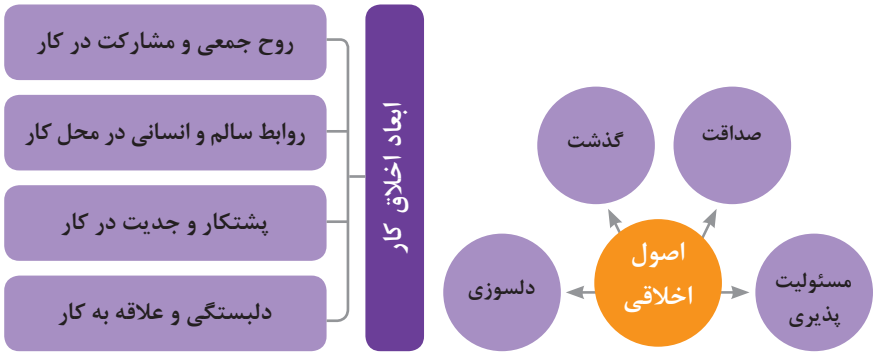 صداقت
گذشت
اصول
اخلاقی
مسئولیت
پذیری
دلسوزی
ابعاد اخلاق کار
روح جمعی و مشارکت در کار
روابط سالم و انسانی در محل کار
پشتکار و جدیت در کار
دلبستگی و علاقه به کار